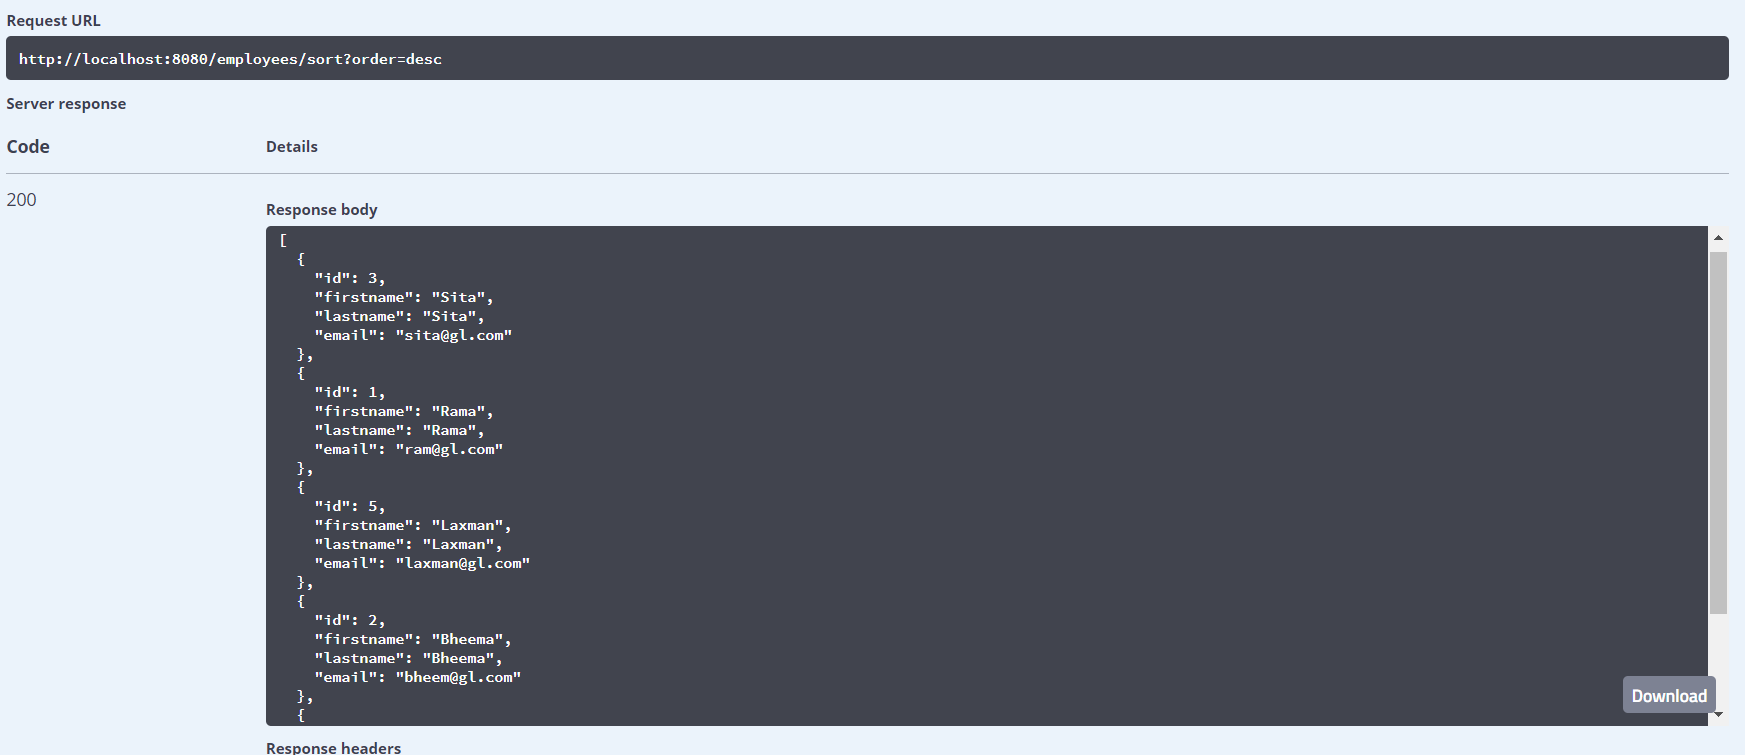 Request URL
http://localhost:8080/employees/sort?order=desc
Server response
Code Details
200
Response body
[
  {
    "id": 3,
    "firstname": "Sita",
    "lastname": "Sita",
    "email": "sita@gl.com"
  },
  {
    "id": 1,
    "firstname": "Rama",
    "lastname": "Rama",
    "email": "ram@gl.com"
  },
  {
    "id": 5,
    "firstname": "Laxman",
    "lastname": "Laxman",
    "email": "laxman@gl.com"
  },
  {
    "id": 2,
    "firstname": "Bheema",
    "lastname": "Bheema",
    "email": "bheem@gl.com"
  },
  {
Download
Response headers